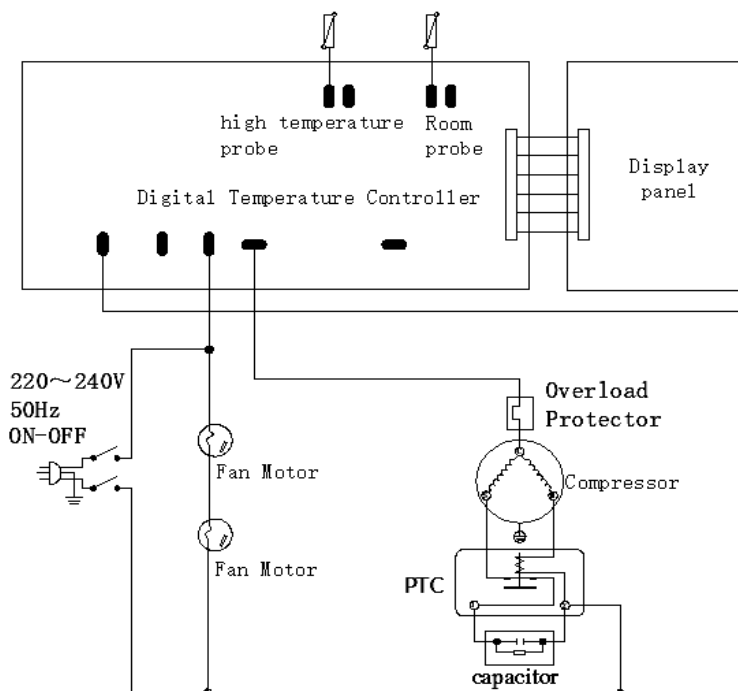 high temperature
probe
Room
probe
Display
panel
Digital Temperature Controller
220～240V
50Hz
ON-OFF
Overload
Protector
Fan Motor
Compressor
Fan Motor
PTC
capacitor